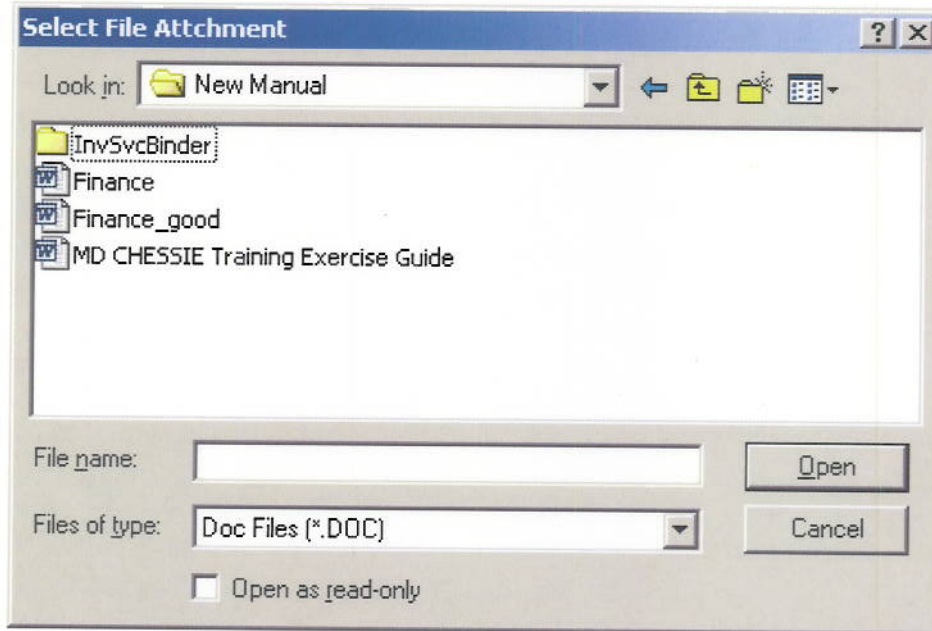 Select File Attchment
Look in: New Manual
InvSvcBinder
Finance
Finance_good
MD CHESSIE Training Exercise Guide
File name: Open
Files of type: Doc Files (*.DOC) Cancel
Open as read-only